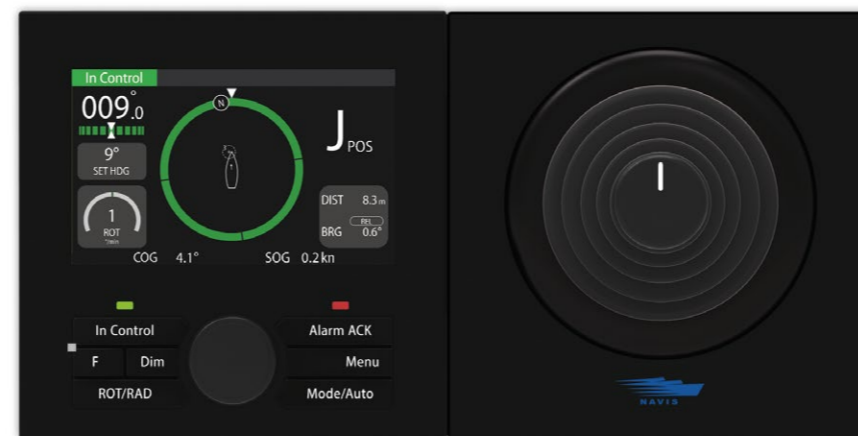 In Control
009°.0
N
J POS
9°
SET HDG
1
ROT
°/min
DIST 8.3 m
REL
BRG 0.6°
COG 4.1° SOG 0.2 kn
In Control
Alarm ACK
F Dim
Menu
ROT/RAD
Mode/Auto
NAVIS